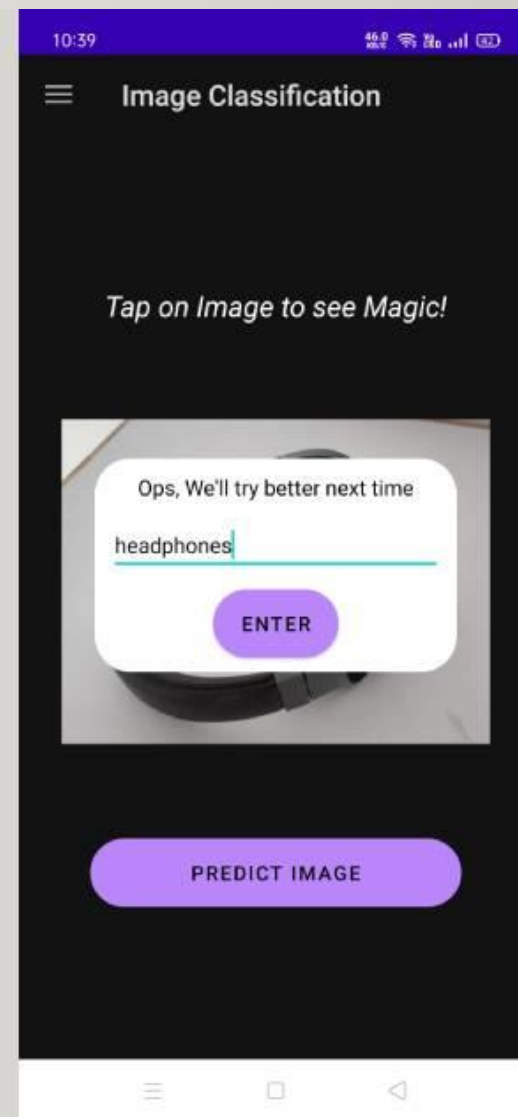 10:39
Image Classification
Tap on Image to see Magic!
Ops, We'll try better next time
headphones
ENTER
PREDICT IMAGE